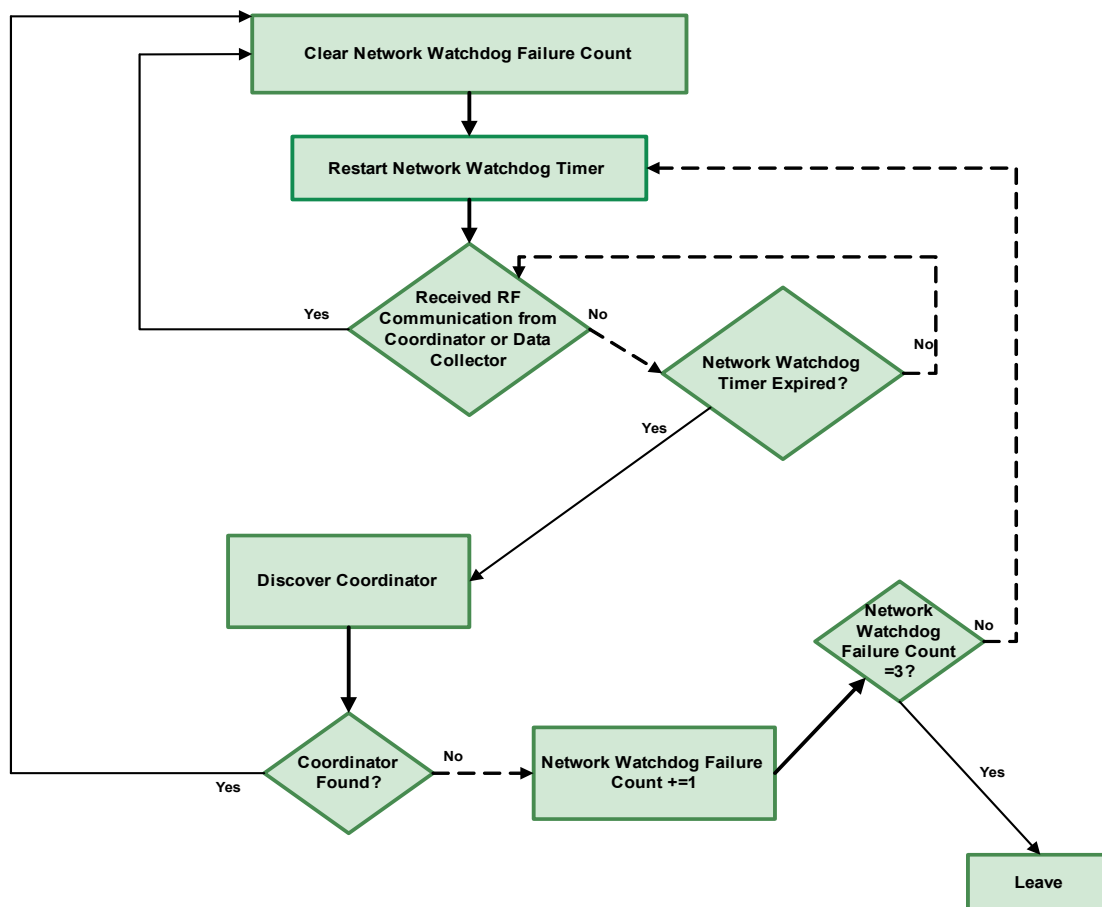 Clear Network Watchdog Failure Count
Restart Network Watchdog Timer
Received RF
Communication from
Coordinator or Data
Collector
Yes
No
Network Watchdog
Timer Expired?
No
Yes
Discover Coordinator
Network
Watchdog
Failure Count
=3?
No
Coordinator
Found?
Yes
No
Network Watchdog Failure
Count +=1
Yes
Leave